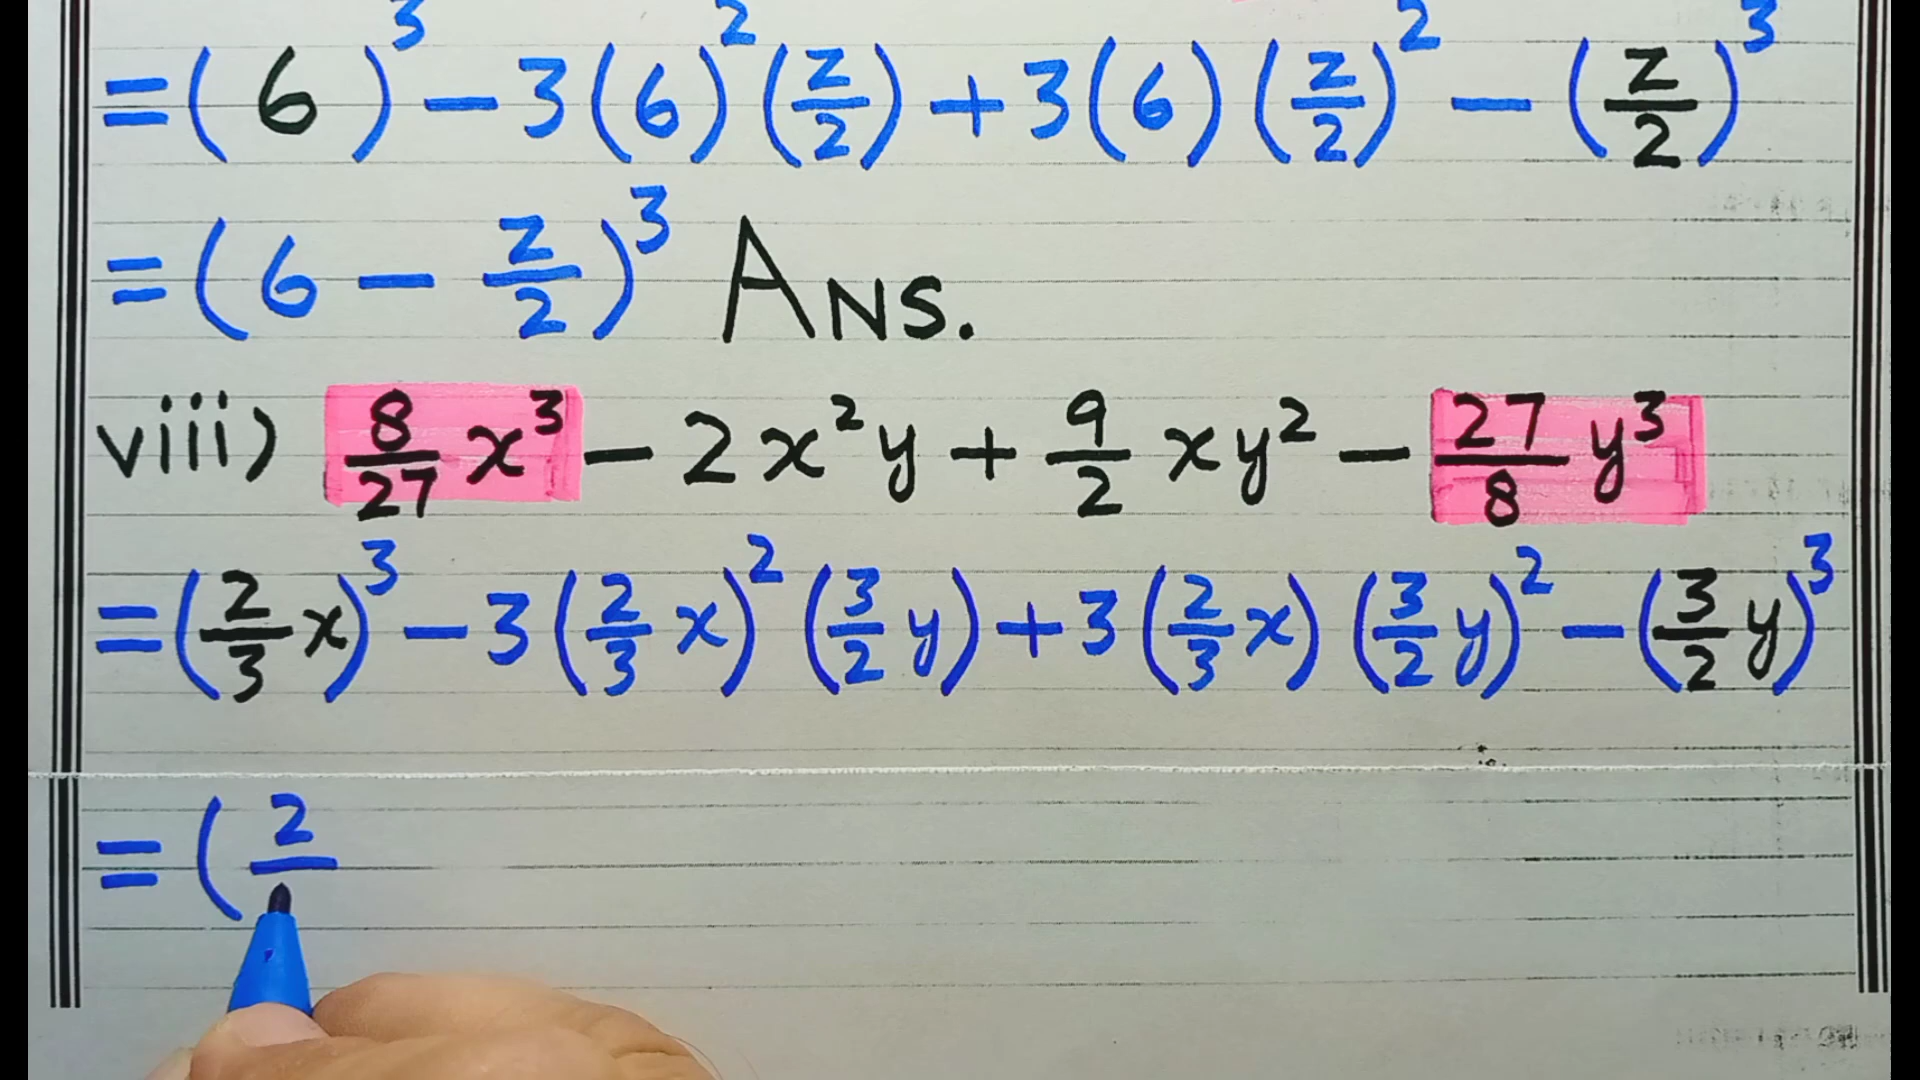 = (6)³ − 3(6)²(z/2) + 3(6)(z/2)² − (z/2)³
= (6 − z/2)³ Ans.
viii) 8/27 x³ − 2x²y + 9/2 xy² − 27/8 y³
= (2/3 x)³ − 3(2/3 x)²(3/2 y) + 3(2/3 x)(3/2 y)² − (3/2 y)³
= (2/